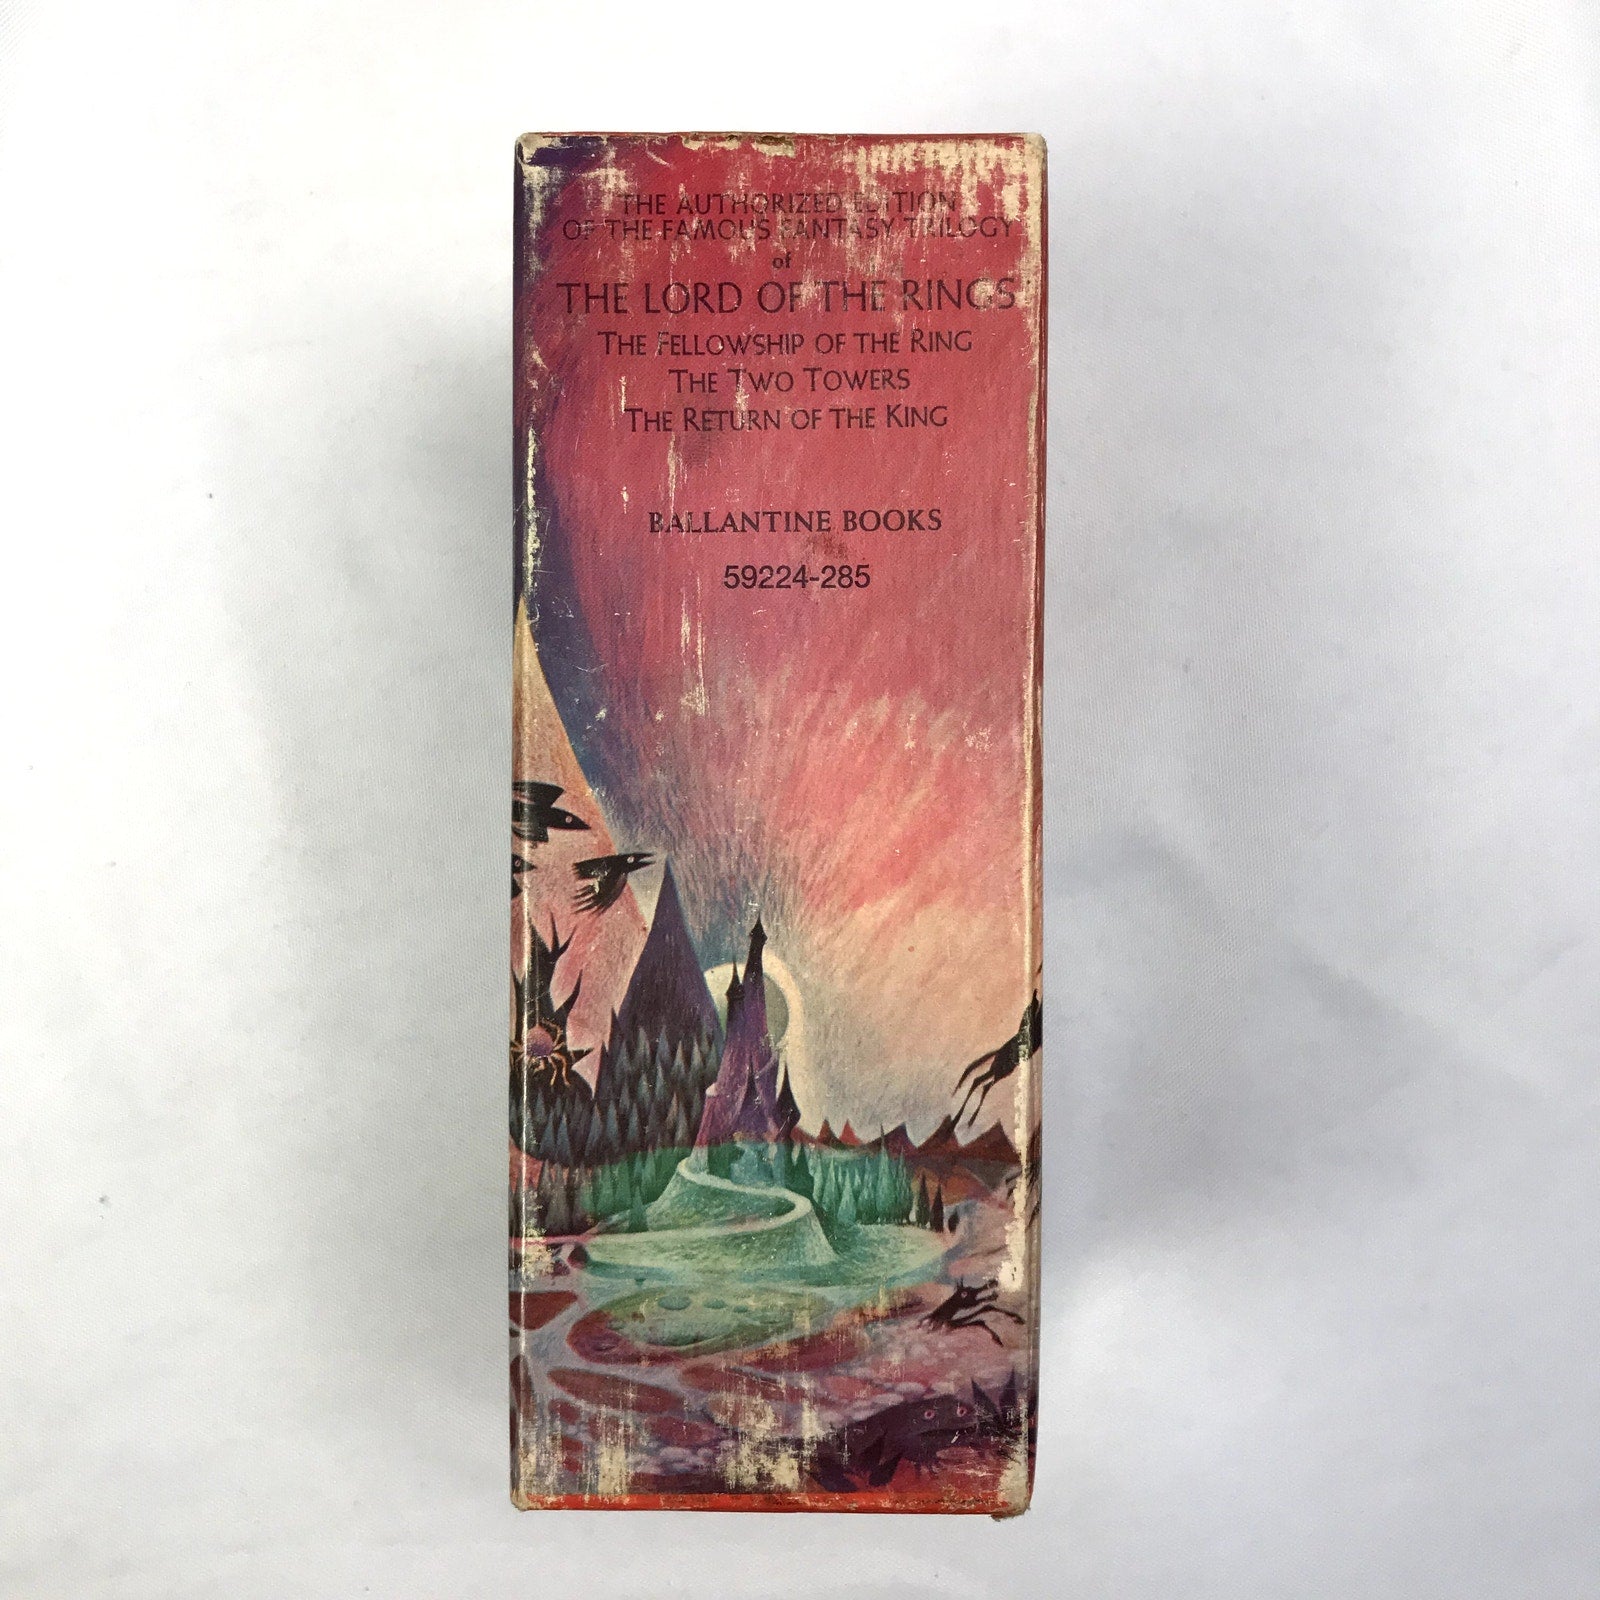 THE AUTHORIZED EDITION
OF THE FAMOUS FANTASY TRILOGY
of
THE LORD OF THE RINGS
THE FELLOWSHIP OF THE RING
THE TWO TOWERS
THE RETURN OF THE KING
BALLANTINE BOOKS
59224-285